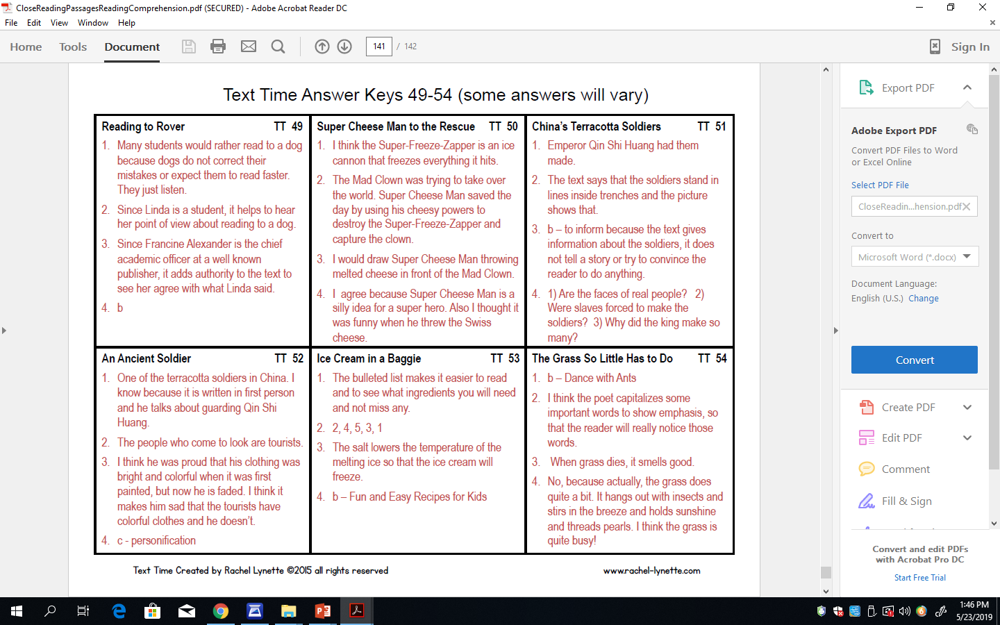 CloseReadingPassagesReadingComprehension.pdf (SECURED) - Adobe Acrobat Reader DC
File Edit View Window Help
Home Tools Document 141 / 142 Sign In
Text Time Answer Keys 49-54 (some answers will vary)
Reading to Rover TT 49
1. Many students would rather read to a dog
because dogs do not correct their
mistakes or expect them to read faster.
They just listen.
2. Since Linda is a student, it helps to hear
her point of view about reading to a dog.
3. Since Francine Alexander is the chief
academic officer at a well known
publisher, it adds authority to the text to
see her agree with what Linda said.
4. b
Super Cheese Man to the Rescue TT 50
1. I think the Super-Freeze-Zapper is an ice
cannon that freezes everything it hits.
2. The Mad Clown was trying to take over
the world. Super Cheese Man saved the
day by using his cheesy powers to
destroy the Super-Freeze-Zapper and
capture the clown.
3. I would draw Super Cheese Man throwing
melted cheese in front of the Mad Clown.
4. I agree because Super Cheese Man is a
silly idea for a super hero. Also I thought it
was funny when he threw the Swiss
cheese.
China's Terracotta Soldiers TT 51
1. Emperor Qin Shi Huang had them
made.
2. The text says that the soldiers stand in
lines inside trenches and the picture
shows that.
3. b – to inform because the text gives
information about the soldiers, it does
not tell a story or try to convince the
reader to do anything.
4. 1) Are the faces of real people? 2)
Were slaves forced to make the
soldiers? 3) Why did the king make so
many?
An Ancient Soldier TT 52
1. One of the terracotta soldiers in China. I
know because it is written in first person
and he talks about guarding Qin Shi
Huang.
2. The people who come to look are tourists.
3. I think he was proud that his clothing was
bright and colorful when it was first
painted, but now he is faded. I think it
makes him sad that the tourists have
colorful clothes and he doesn't.
4. c - personification
Ice Cream in a Baggie TT 53
1. The bulleted list makes it easier to read
and to see what ingredients you will need
and not miss any.
2. 2, 4, 5, 3, 1
3. The salt lowers the temperature of the
melting ice so that the ice cream will
freeze.
4. b – Fun and Easy Recipes for Kids
The Grass So Little Has to Do TT 54
1. b – Dance with Ants
2. I think the poet capitalizes some
important words to show emphasis, so
that the reader will really notice those
words.
3. When grass dies, it smells good.
4. No, because actually, the grass does
quite a bit. It hangs out with insects and
stirs in the breeze and holds sunshine
and threads pearls. I think the grass is
quite busy!
Text Time Created by Rachel Lynette ©2015 all rights reserved
www.rachel-lynette.com
Export PDF
Adobe Export PDF
Convert PDF Files to Word
or Excel Online
Select PDF File
CloseReadin...hension.pdf
Convert to
Microsoft Word (*.docx)
Document Language:
English (U.S.) Change
Convert
Create PDF
Edit PDF
Comment
Fill & Sign
Convert and edit PDFs
with Acrobat Pro DC
Start Free Trial
1:46 PM
5/23/2019